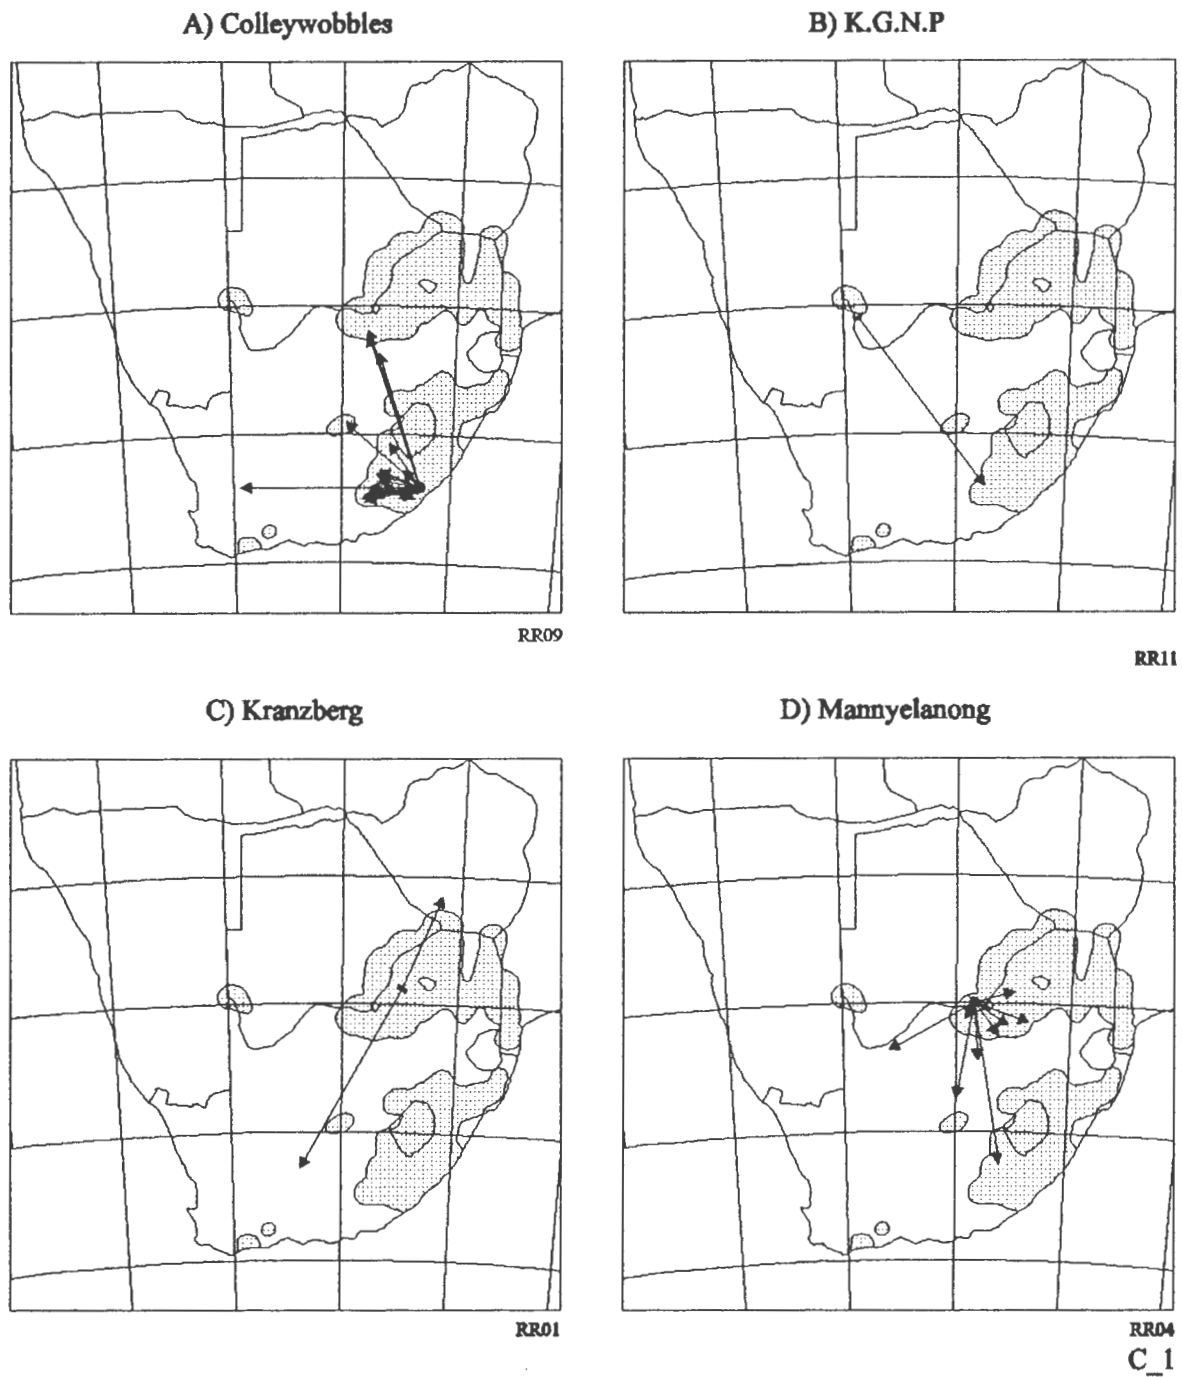 A) Colleywobbles
B) K.G.N.P
RR09
RR11
C) Kranzberg
D) Mannyelanong
RR01
RR04
C_1